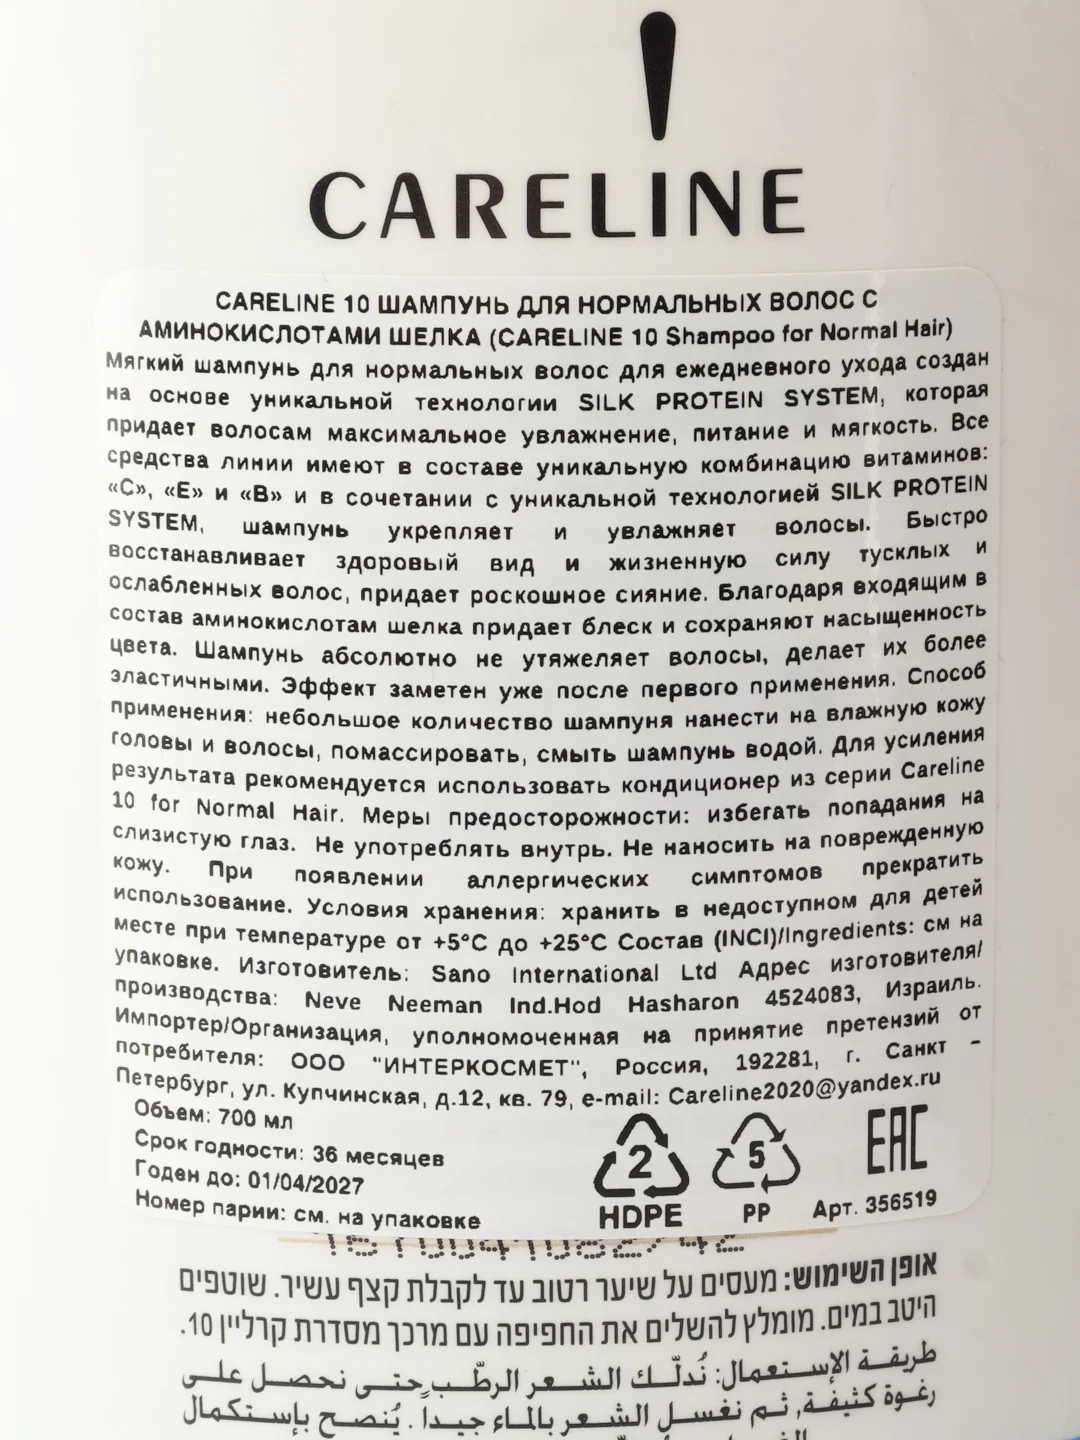 CARELINE
CARELINE 10 ШАМПУНЬ ДЛЯ НОРМАЛЬНЫХ ВОЛОС С
АМИНОКИСЛОТАМИ ШЕЛКА (CARELINE 10 Shampoo for Normal Hair)
Мягкий шампунь для нормальных волос для ежедневного ухода создан
на основе уникальной технологии SILK PROTEIN SYSTEM, которая
придает волосам максимальное увлажнение, питание и мягкость. Все
средства линии имеют в составе уникальную комбинацию витаминов:
«C», «E» и «B» и в сочетании с уникальной технологией SILK PROTEIN
SYSTEM, шампунь укрепляет и увлажняет волосы. Быстро
восстанавливает здоровый вид и жизненную силу тусклых и
ослабленных волос, придает роскошное сияние. Благодаря входящим в
состав аминокислотам шелка придает блеск и сохраняют насыщенность
цвета. Шампунь абсолютно не утяжеляет волосы, делает их более
эластичными. Эффект заметен уже после первого применения. Способ
применения: небольшое количество шампуня нанести на влажную кожу
головы и волосы, помассировать, смыть шампунь водой. Для усиления
результата рекомендуется использовать кондиционер из серии Careline
10 for Normal Hair. Меры предосторожности: избегать попадания на
слизистую глаз. Не употреблять внутрь. Не наносить на поврежденную
кожу. При появлении аллергических симптомов прекратить
использование. Условия хранения: хранить в недоступном для детей
месте при температуре от +5°C до +25°C Состав (INCI)/Ingredients: см на
упаковке. Изготовитель: Sano International Ltd Адрес изготовителя/
производства: Neve Neeman Ind.Hod Hasharon 4524083, Израиль.
Импортер/Организация, уполномоченная на принятие претензий от
потребителя: ООО "ИНТЕРКОСМЕТ", Россия, 192281, г. Санкт -
Петербург, ул. Купчинская, д.12, кв. 79, e-mail: Careline2020@yandex.ru
Объем: 700 мл
Срок годности: 36 месяцев
Годен до: 01/04/2027
Номер парии: см. на упаковке
2
HDPE
5
PP
EAC
Арт. 356519
אופן השימוש: מעסים על שיער רטוב עד לקבלת קצף עשיר. שוטפים
היטב במים. מומלץ להשלים את החפיפה עם מרכך מסדרת קרליין 10.
طريقة الإستعمال: نُدلّك الشعر الرطّب حتى نحصل على
رغوة كثيفة, ثم نغسل الشعر بالماء جيدا. يُنصح بإستكمال